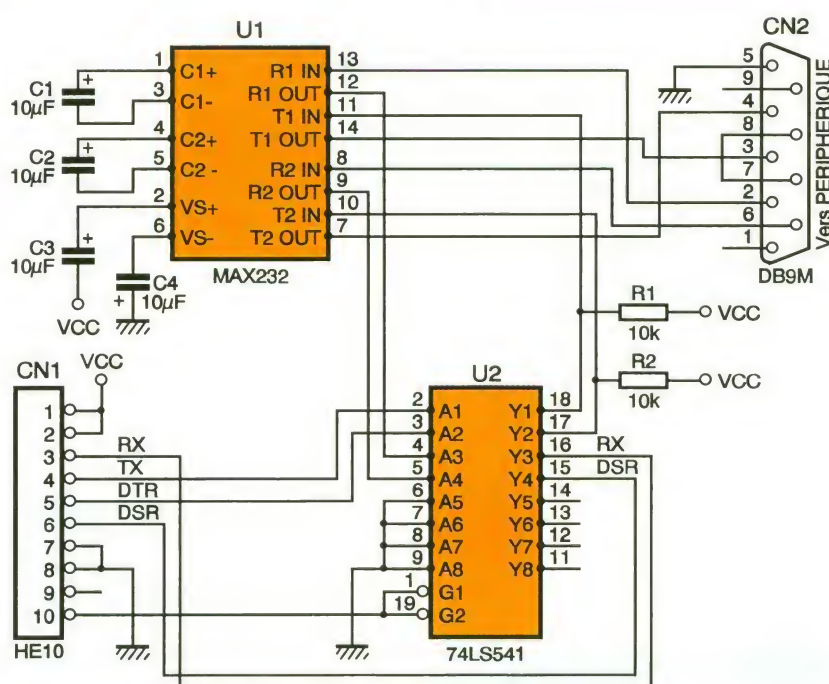 U1
1
C1+
R1 IN
13
C1
10µF
+
3
C1-
R1 OUT
12
T1 IN
11
4
C2+
T1 OUT
14
C2
10µF
+
5
C2 -
R2 IN
8
R2 OUT
9
2
VS+
T2 IN
10
6
VS-
T2 OUT
7
C3
10µF
+
VCC
C4
10µF
+
MAX232
CN2
5
9
4
8
3
7
2
6
1
DB9M
Vers PERIPHERIQUE
R1
10k
VCC
R2
10k
VCC
CN1
VCC
1
2
3
RX
4
TX
5
DTR
6
DSR
7
8
9
10
HE10
U2
2
A1
Y1
18
3
A2
Y2
17
4
A3
Y3
16
RX
5
A4
Y4
15
DSR
6
A5
Y5
14
7
A6
Y6
13
8
A7
Y7
12
9
A8
Y8
11
1
G1
19
G2
74LS541